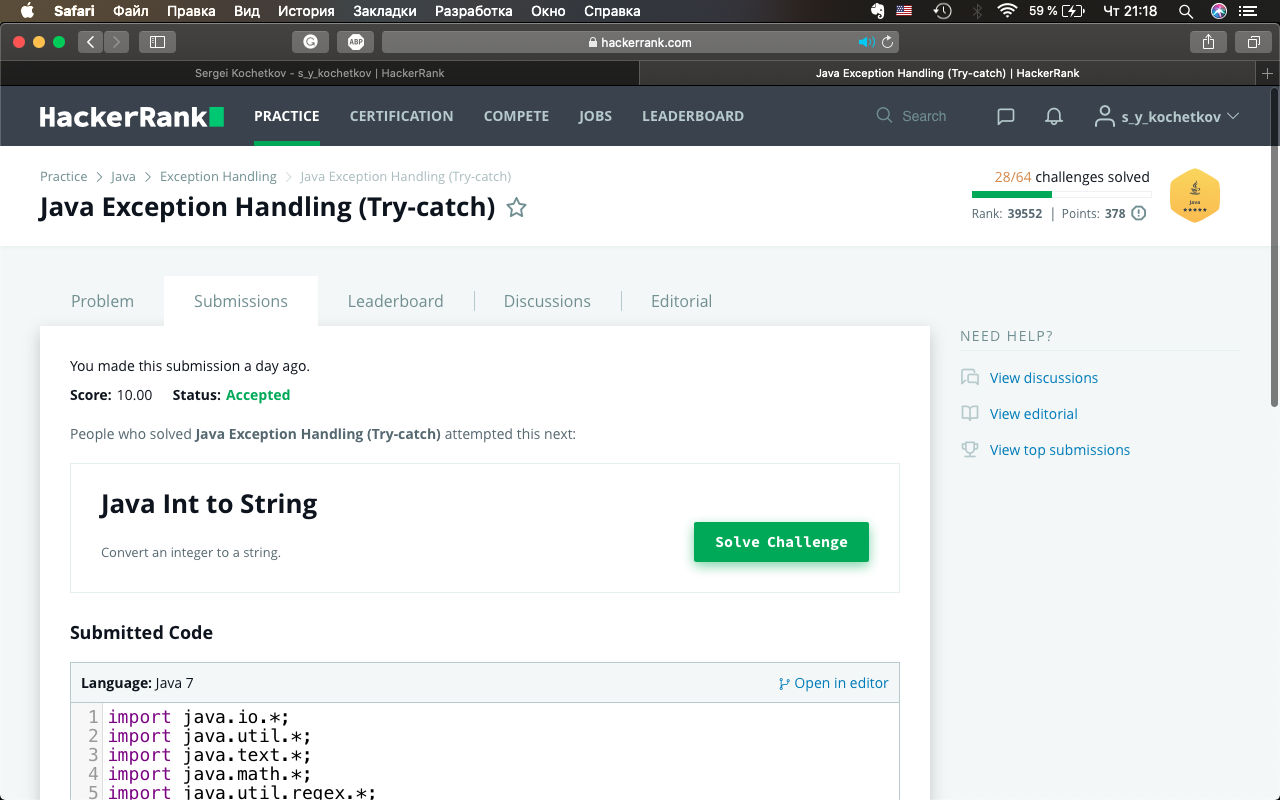 Safari Файл Правка Вид История Закладки Разработка Окно Справка 59 % Чт 21:18
ABP hackerrank.com
Sergei Kochetkov - s_y_kochetkov | HackerRank Java Exception Handling (Try-catch) | HackerRank
HackerRank PRACTICE CERTIFICATION COMPETE JOBS LEADERBOARD Search s_y_kochetkov
Practice > Java > Exception Handling > Java Exception Handling (Try-catch)
Java Exception Handling (Try-catch)
28/64 challenges solved
Rank: 39552 | Points: 378
Java
Problem Submissions Leaderboard Discussions Editorial
You made this submission a day ago.
Score: 10.00 Status: Accepted
People who solved Java Exception Handling (Try-catch) attempted this next:
Java Int to String
Convert an integer to a string.
Solve Challenge
Submitted Code
Language: Java 7 Open in editor
1 import java.io.*;
2 import java.util.*;
3 import java.text.*;
4 import java.math.*;
5 import java.util.regex.*;
NEED HELP?
View discussions
View editorial
View top submissions